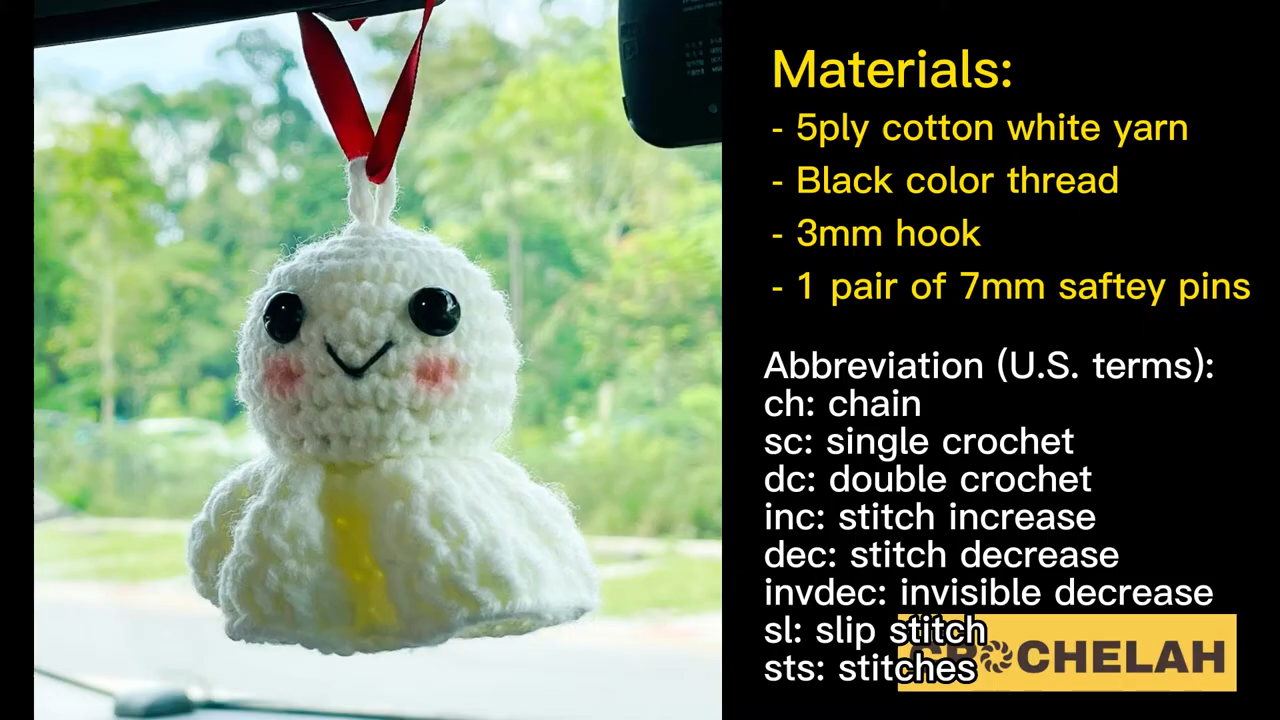 Materials:
- 5ply cotton white yarn
- Black color thread
- 3mm hook
- 1 pair of 7mm saftey pins
Abbreviation (U.S. terms):
ch: chain
sc: single crochet
dc: double crochet
inc: stitch increase
dec: stitch decrease
invdec: invisible decrease
sl: slip stitch
sts: stitches
CROCHELAH